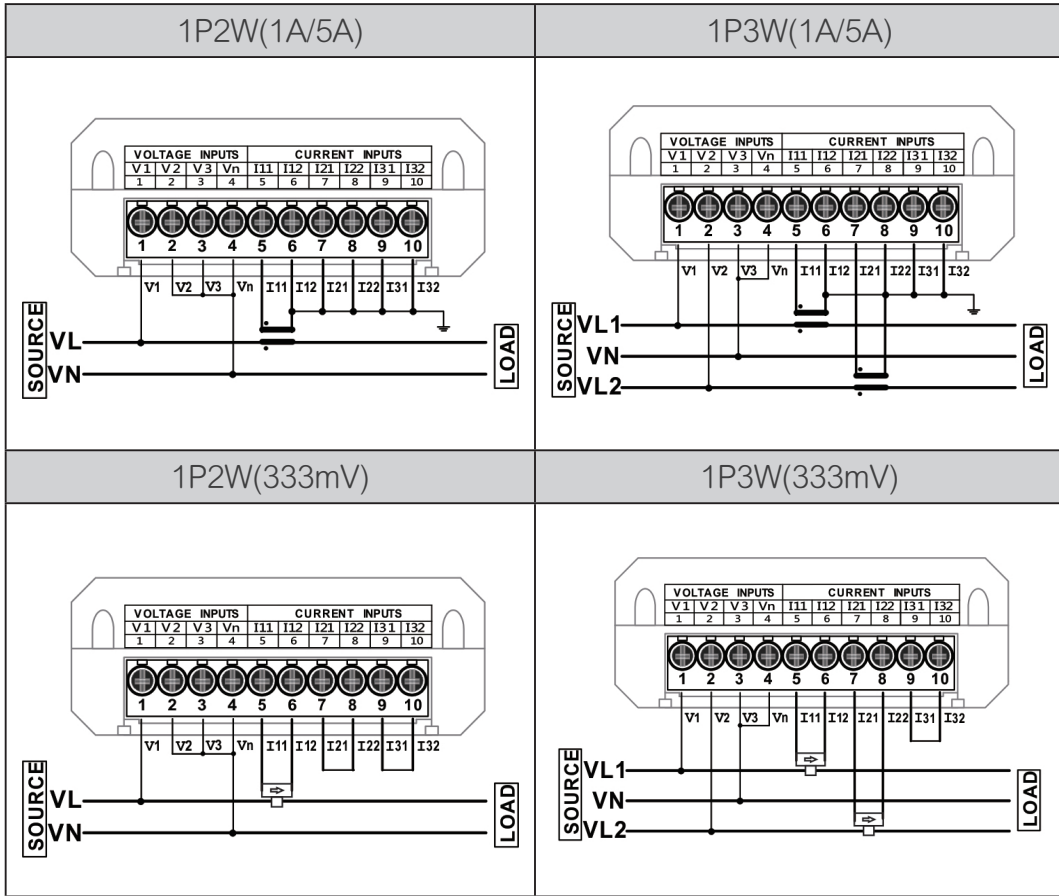 1P2W(1A/5A)
VOLTAGE INPUTS CURRENT INPUTS
V1 V2 V3 Vn I11 I12 I21 I22 I31 I32
1 2 3 4 5 6 7 8 9 10
1 2 3 4 5 6 7 8 9 10
V1 V2 V3 Vn I11 I12 I21 I22 I31 I32
SOURCE
VL
VN
LOAD
1P3W(1A/5A)
VOLTAGE INPUTS CURRENT INPUTS
V1 V2 V3 Vn I11 I12 I21 I22 I31 I32
1 2 3 4 5 6 7 8 9 10
1 2 3 4 5 6 7 8 9 10
V1 V2 V3 Vn I11 I12 I21 I22 I31 I32
SOURCE
VL1
VN
VL2
LOAD
1P2W(333mV)
VOLTAGE INPUTS CURRENT INPUTS
V1 V2 V3 Vn I11 I12 I21 I22 I31 I32
1 2 3 4 5 6 7 8 9 10
1 2 3 4 5 6 7 8 9 10
V1 V2 V3 Vn I11 I12 I21 I22 I31 I32
SOURCE
VL
VN
LOAD
1P3W(333mV)
VOLTAGE INPUTS CURRENT INPUTS
V1 V2 V3 Vn I11 I12 I21 I22 I31 I32
1 2 3 4 5 6 7 8 9 10
1 2 3 4 5 6 7 8 9 10
V1 V2 V3 Vn I11 I12 I21 I22 I31 I32
SOURCE
VL1
VN
VL2
LOAD